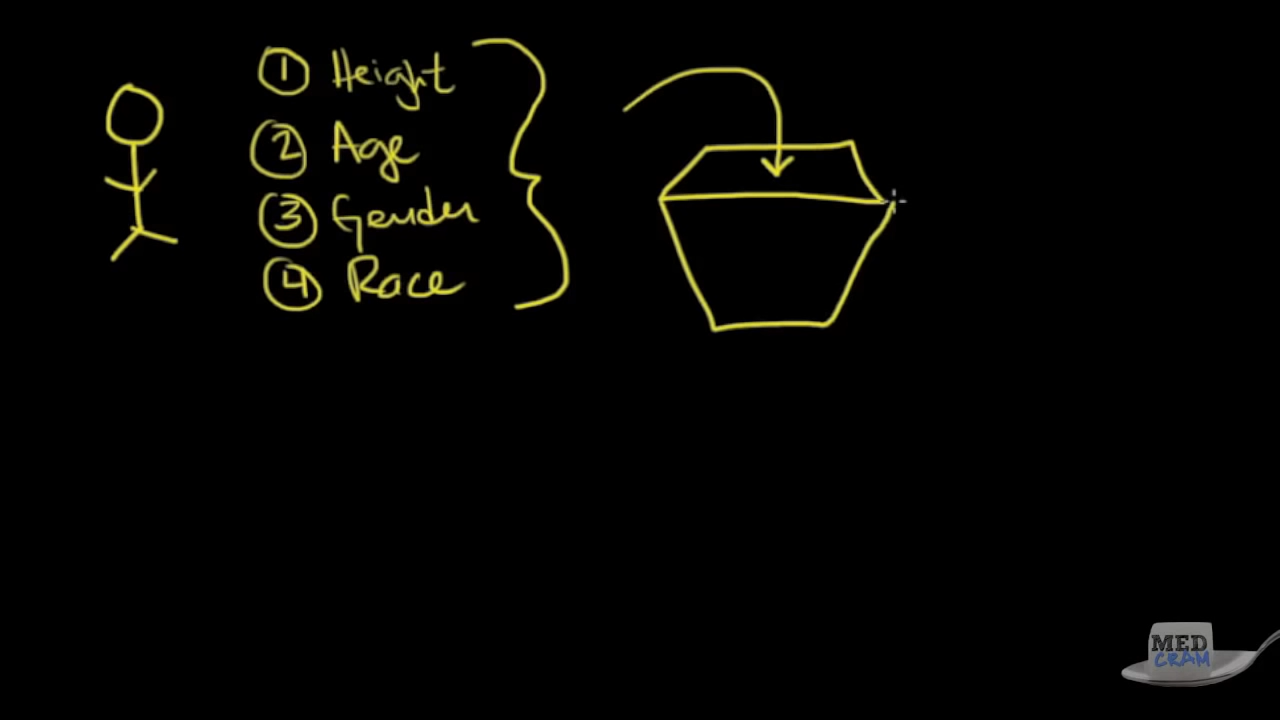 ① Height
② Age
③ Gender
④ Race
MED
CRAM